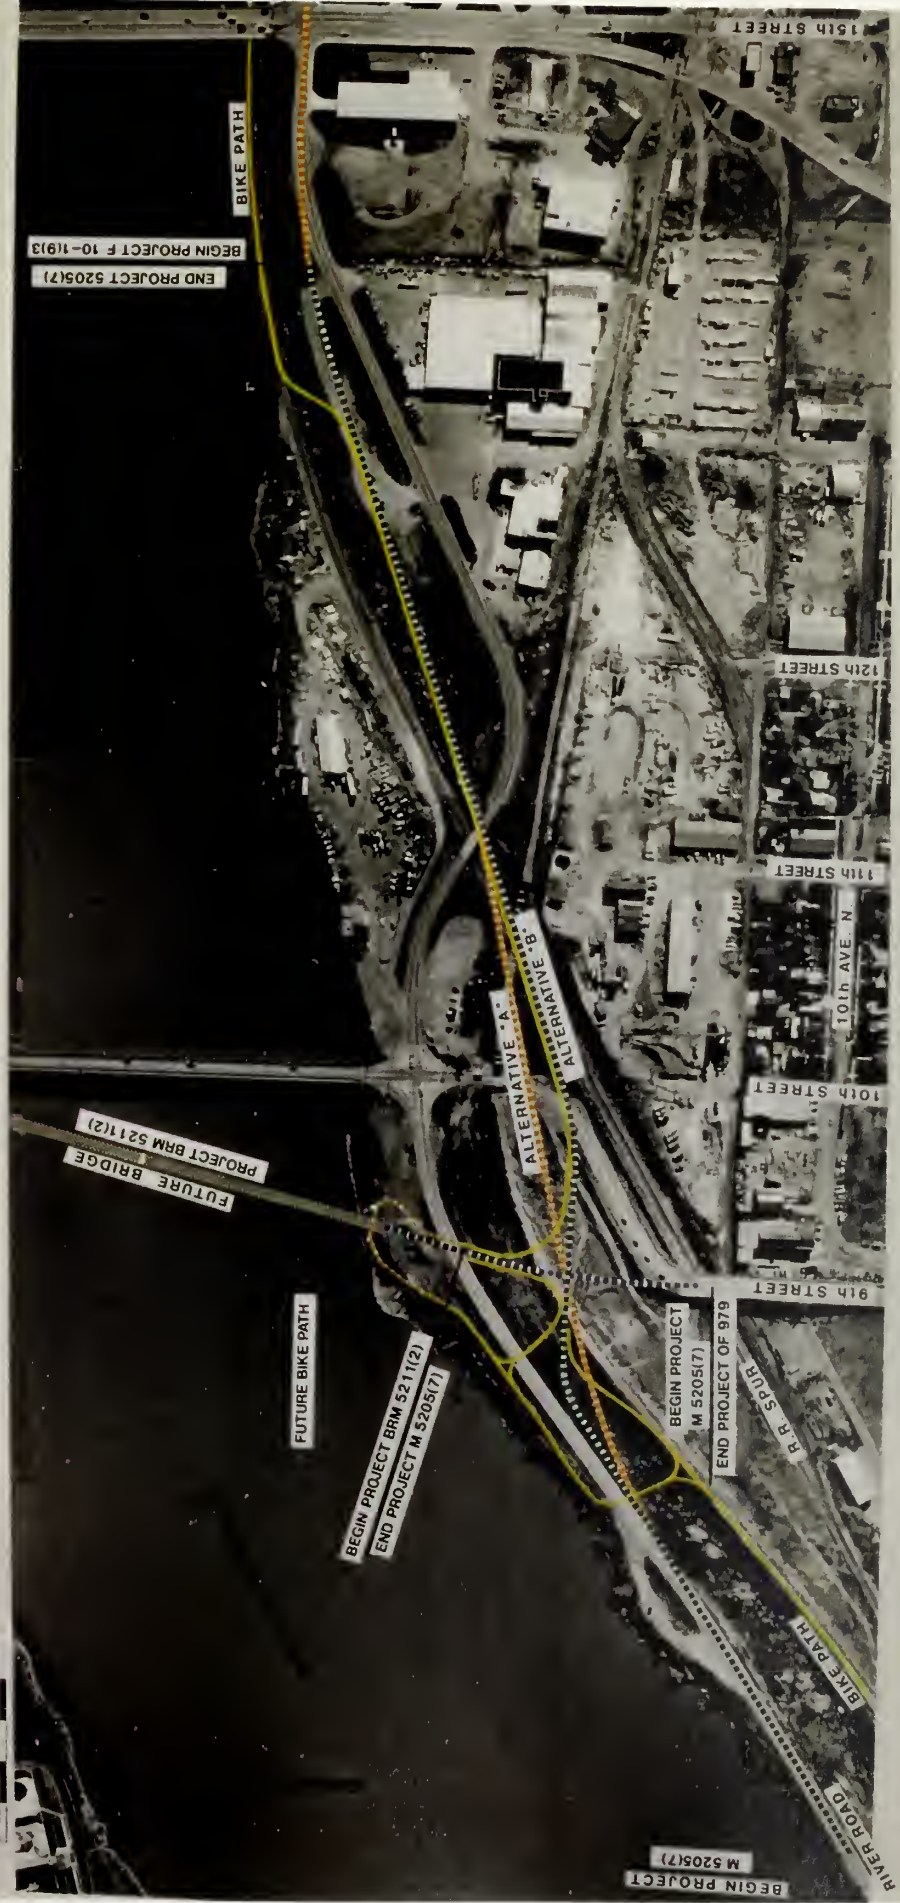 15th STREET
BIKE PATH
BEGIN PROJECT F 10-1(9)3
END PROJECT 5205(7)
12th STREET
11th STREET
10th AVE. N
ALTERNATIVE "A"
ALTERNATIVE "B"
10th STREET
PROJECT BRM 5211(2)
FUTURE BRIDGE
9th STREET
FUTURE BIKE PATH
BEGIN PROJECT BRM 5211(2)
END PROJECT M 5205(7)
BEGIN PROJECT
M 5205(7)
END PROJECT OF 979
R.R. SPUR
BIKE PATH
RIVER ROAD
BEGIN PROJECT
M 5205(7)